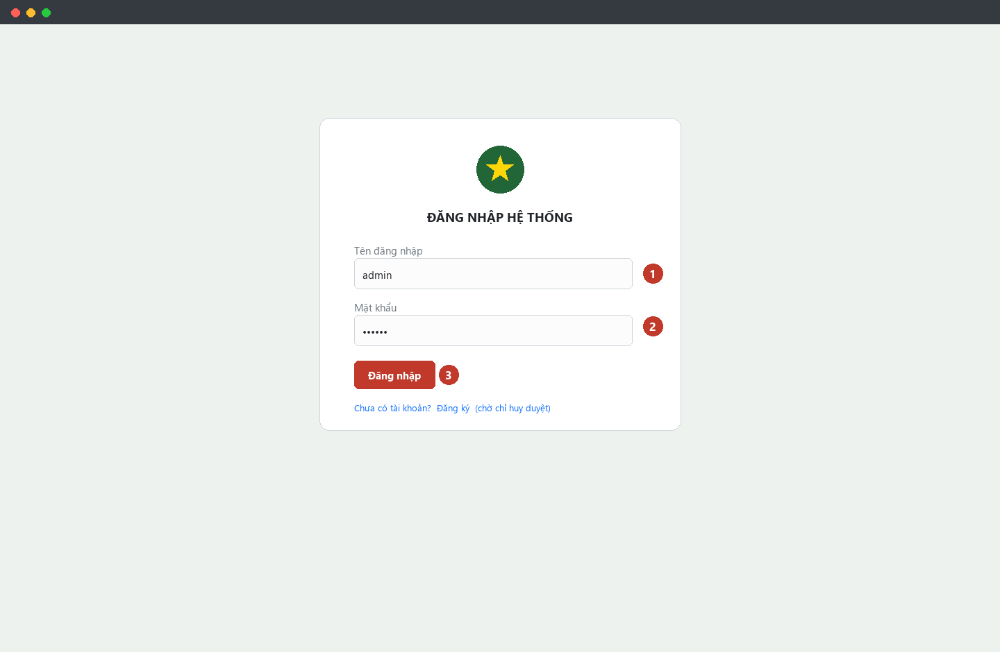 ĐĂNG NHẬP HỆ THỐNG
Tên đăng nhập
admin
1
Mật khẩu
••••••
2
Đăng nhập
3
Chưa có tài khoản? Đăng ký (chờ chỉ huy duyệt)